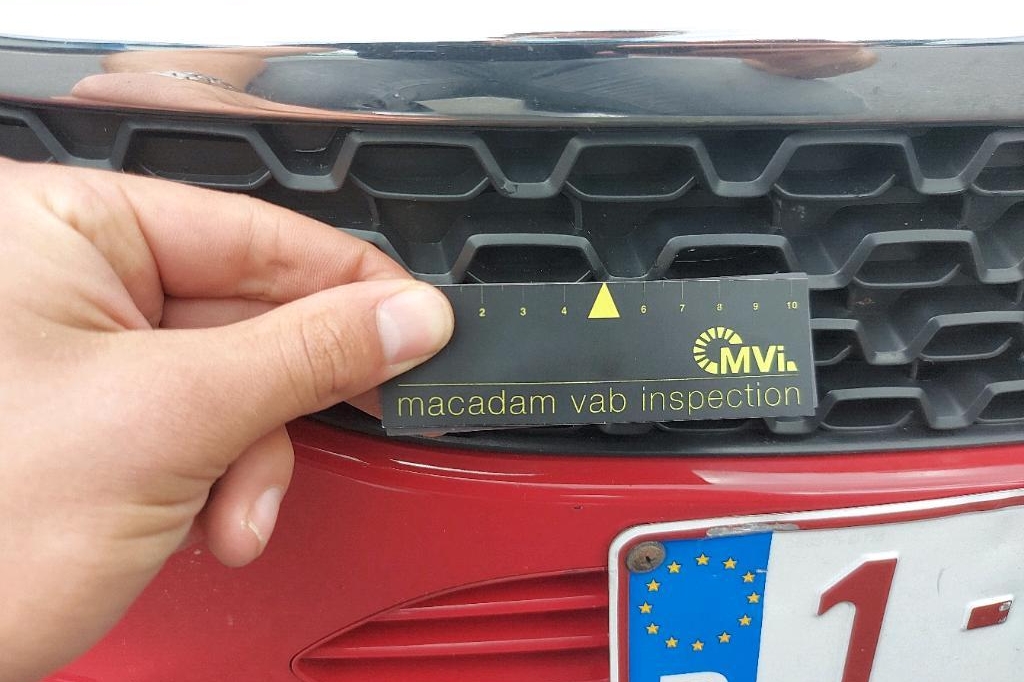 2 3 4 6 7 8 9 10
MVi
macadam vab inspection
1 -